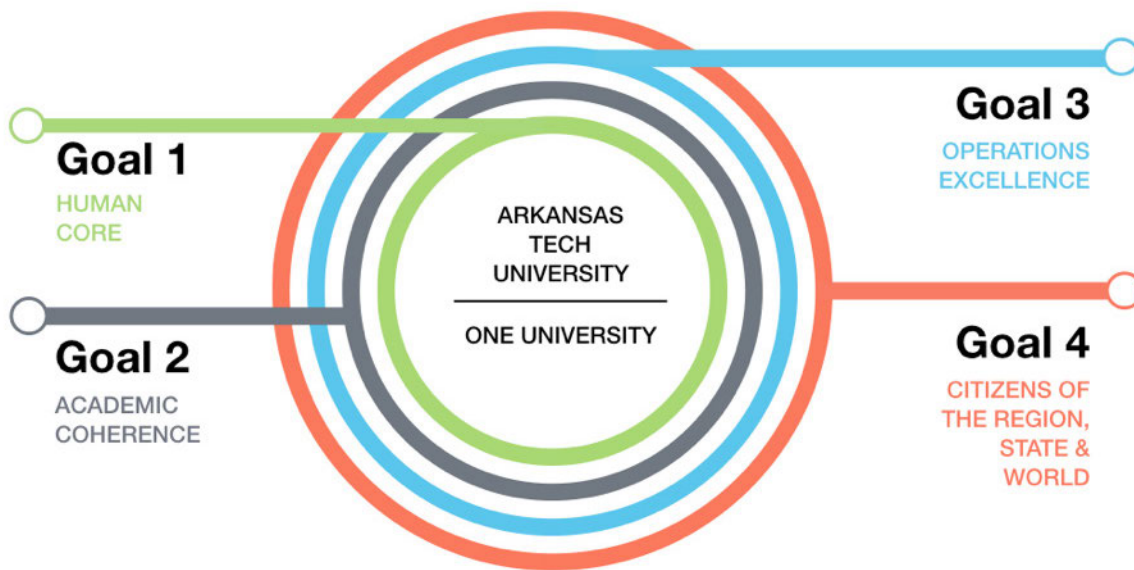 Goal 1
HUMAN
CORE
Goal 2
ACADEMIC
COHERENCE
ARKANSAS
TECH
UNIVERSITY
ONE UNIVERSITY
Goal 3
OPERATIONS
EXCELLENCE
Goal 4
CITIZENS OF
THE REGION,
STATE &
WORLD